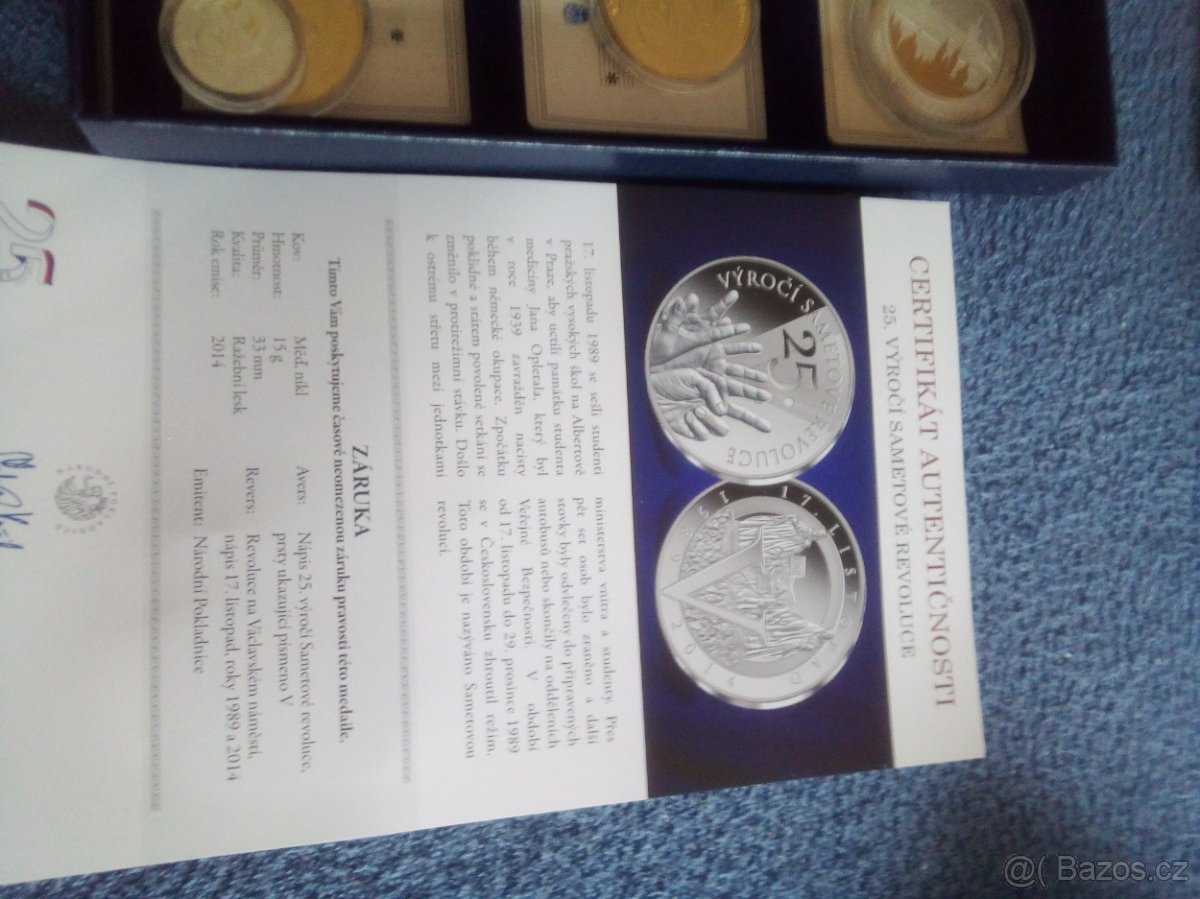 CERTIFIKÁT AUTENTIČNOSTI
25. VÝROČÍ SAMETOVÉ REVOLUCE
VÝROČÍ SAMETOVÉ REVOLUCE
25
17. LISTOPAD
1989
2014
17. listopadu 1989 se sešli studenti
pražských vysokých škol na Albertově
v Praze, aby uctili památku studenta
medicíny Jana Opletala, který byl
v roce 1939 zavražděn nacisty
během německé okupace. Zpočátku
poklidné a státem povolené setkání se
změnilo v protirežimní stávku. Došlo
k ostrému střetu mezi jednotkami
ministerstva vnitra a studenty. Přes
pět set osob bylo zraněno a další
stovky byly odvlečeny do připravených
autobusů nebo skončily na odděleních
Veřejné Bezpečnosti. V období
od 17. listopadu do 29. prosince 1989
se v Československu zhroutil režim.
Toto období je nazýváno Sametovou
revolucí.
ZÁRUKA
Tímto Vám poskytujeme časově neomezenou záruku pravosti této medaile.
Kov: Měď, nikl
Hmotnost: 15 g
Průměr: 33 mm
Kvalita: Ražební lesk
Rok emise: 2014
Avers: Nápis 25. výročí Sametové revoluce,
prsty ukazující písmeno V
Revers: Revoluce na Václavském náměstí,
nápis 17. listopad, roky 1989 a 2014
Emitent: Národní Pokladnice
NÁRODNÍ POKLADNICE
25
@( Bazos.cz